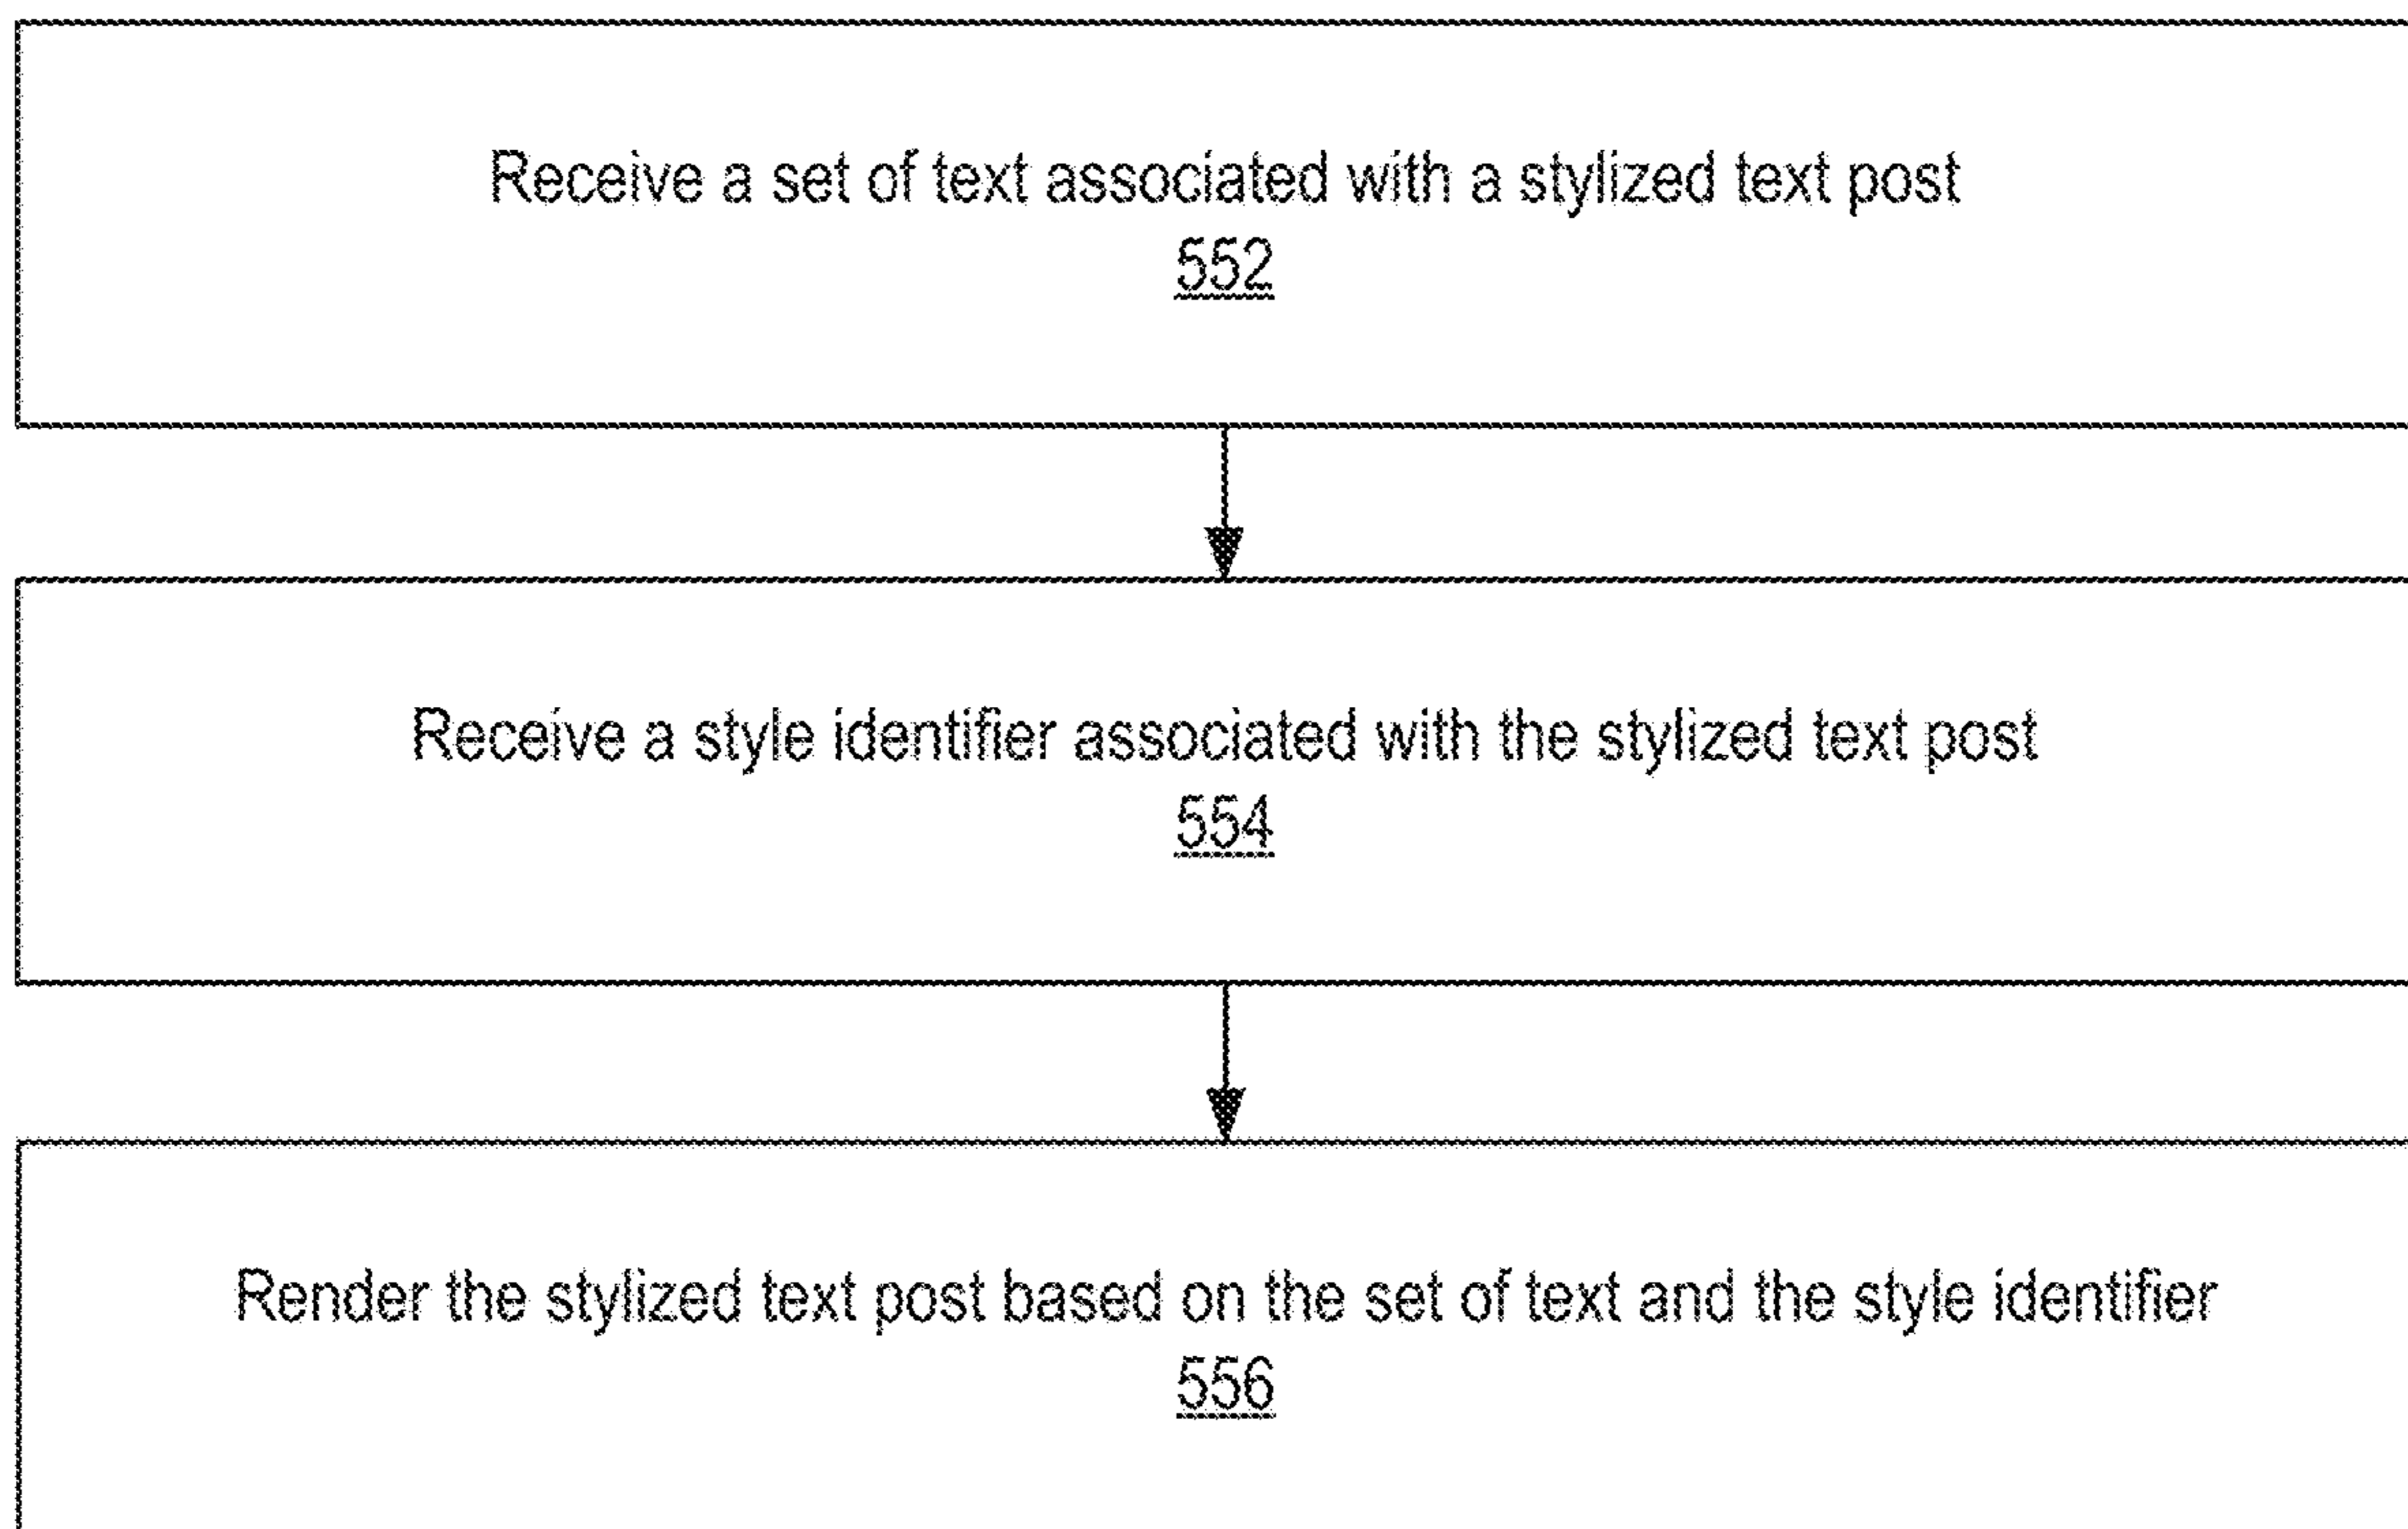 Receive a set of text associated with a stylized text post
552
Receive a style identifier associated with the stylized text post
554
Render the stylized text post based on the set of text and the style identifier
556